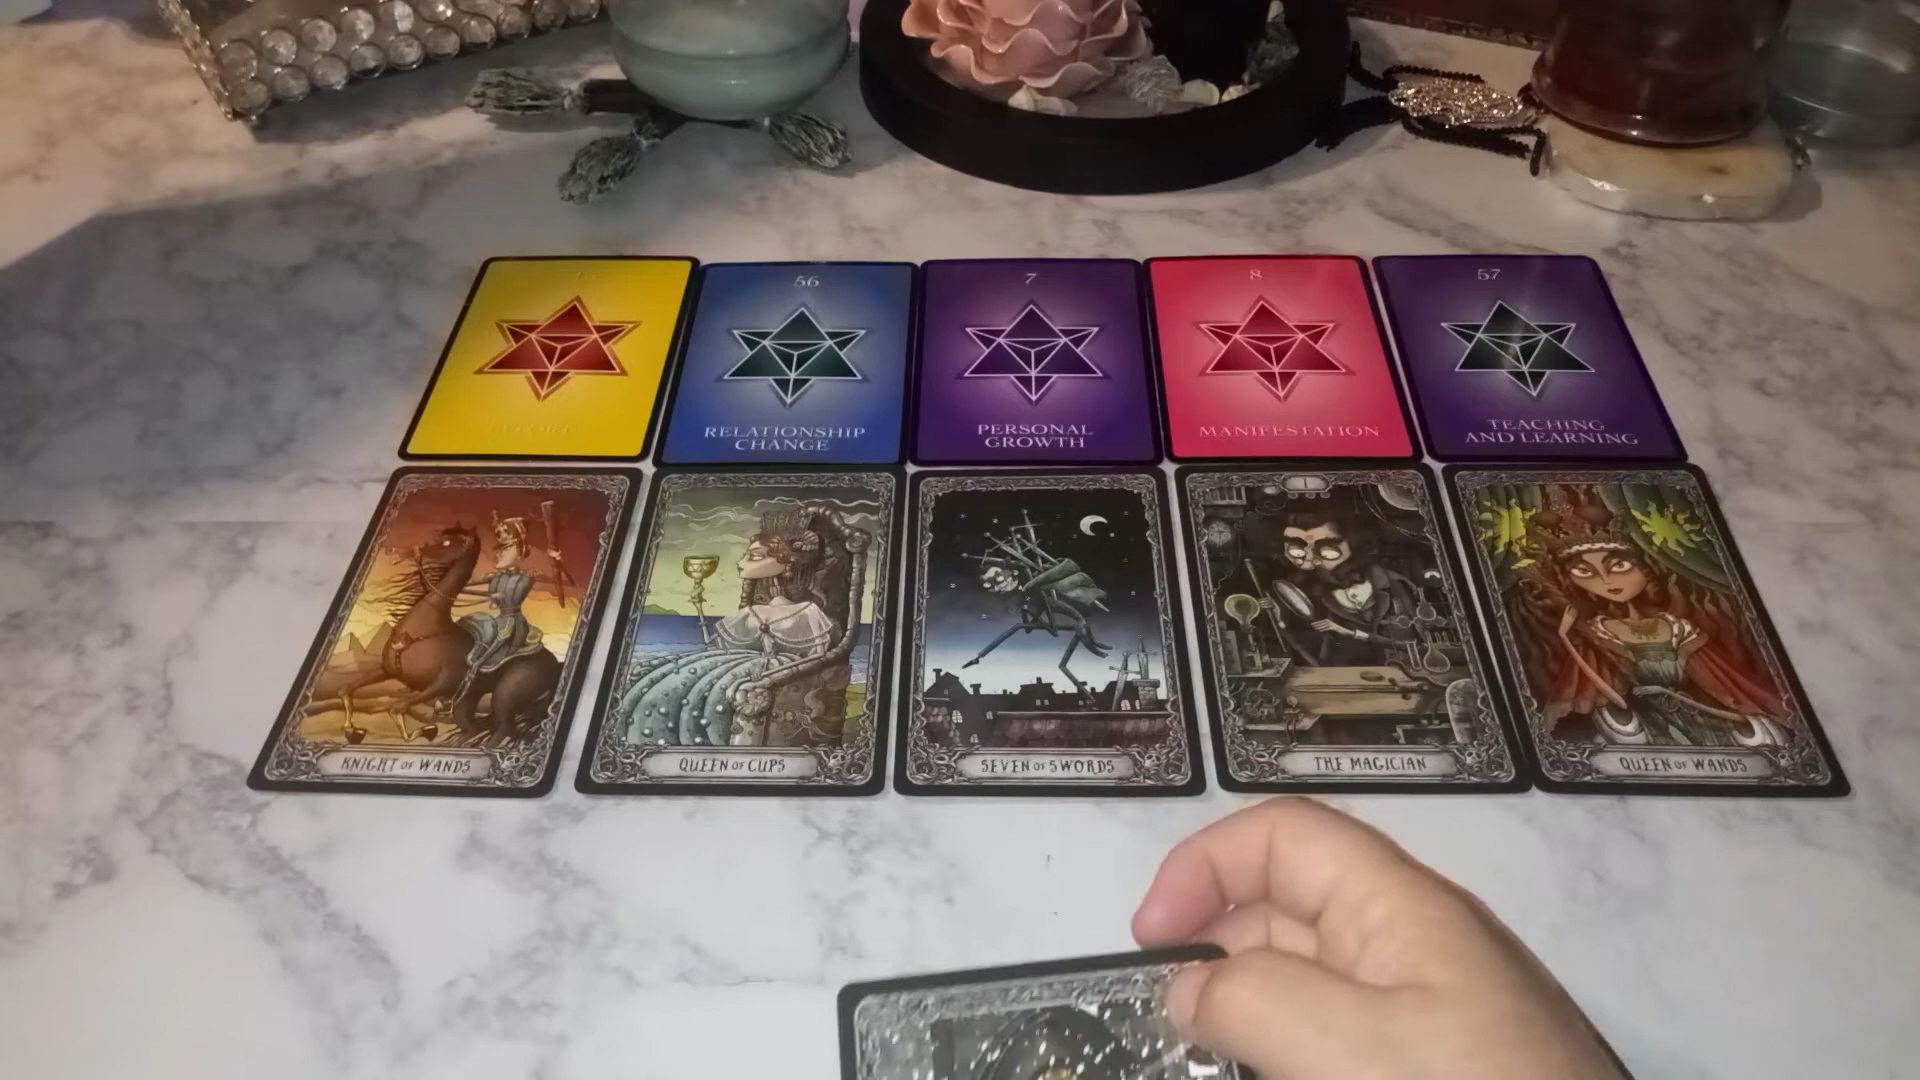 56
7
8
57
RELATIONSHIP
CHANGE
PERSONAL
GROWTH
MANIFESTATION
TEACHING
AND LEARNING
I
KNIGHT OF WANDS
QUEEN OF CUPS
SEVEN OF SWORDS
THE MAGICIAN
QUEEN OF WANDS